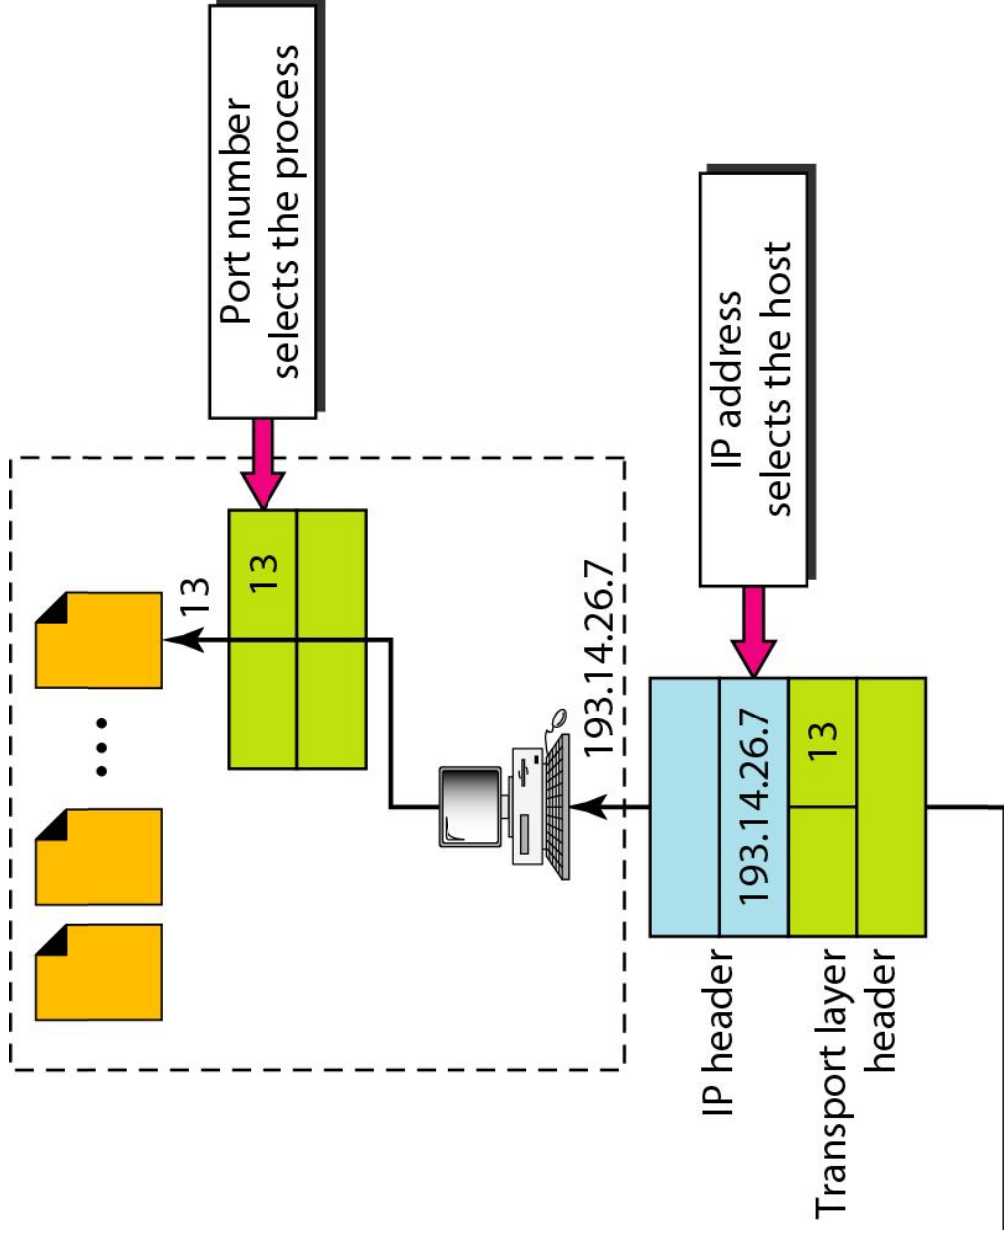 Port number
selects the process
13
13
193.14.26.7
IP address
selects the host
IP header
193.14.26.7
Transport layer
header
13